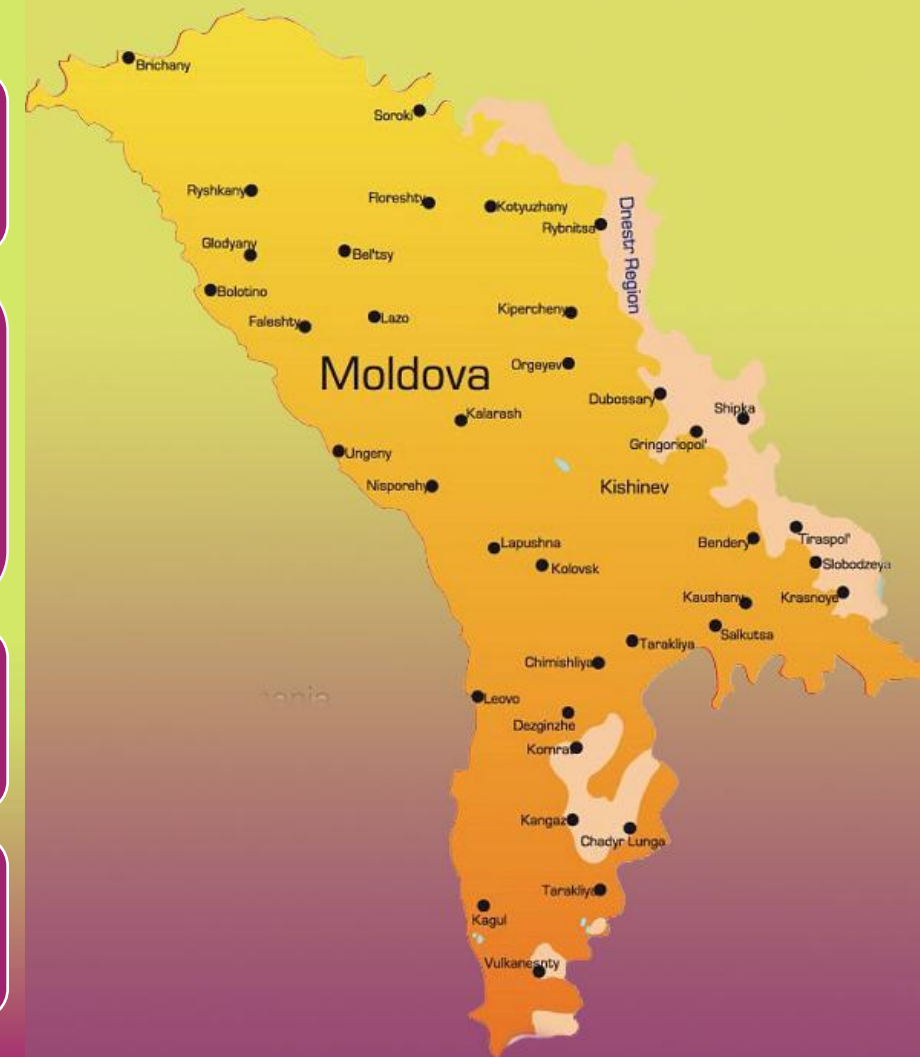 Brichany
Soroki
Ryshkany
Floreshty
Kotyuzhany
Rybnitsa
Dnestr Region
Glodyany
Bel'tsy
Bolotino
Faleshty
Lazo
Kipercheny
Moldova
Orgeyev
Dubossary
Shipka
Kalarash
Gringoriopol'
Ungeny
Nisporehy
Kishinev
Lapushna
Kolovsk
Bendery
Tiraspol'
Slobodzeya
Kaushany
Krasnoye
Salkutsa
Tarakliya
Chimishliya
Leovo
Dezginzhe
Komrat
Kangaz
Chadyr Lunga
Tarakliya
Kagul
Vulkanesnty